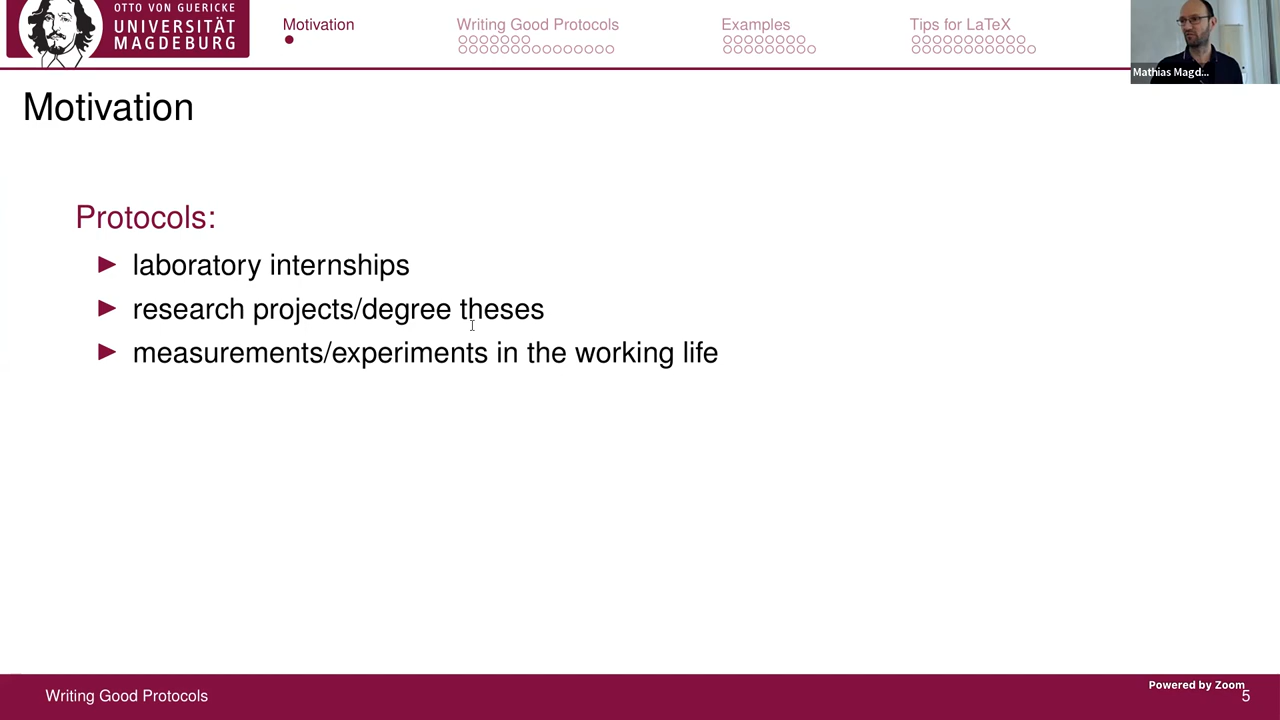 OTTO VON GUERICKE
UNIVERSITÄT
MAGDEBURG
Motivation
Writing Good Protocols
Examples
Tips for LaTeX
Mathias Magd...
Motivation
Protocols:
laboratory internships
research projects/degree theses
measurements/experiments in the working life
Writing Good Protocols
Powered by Zoom
5